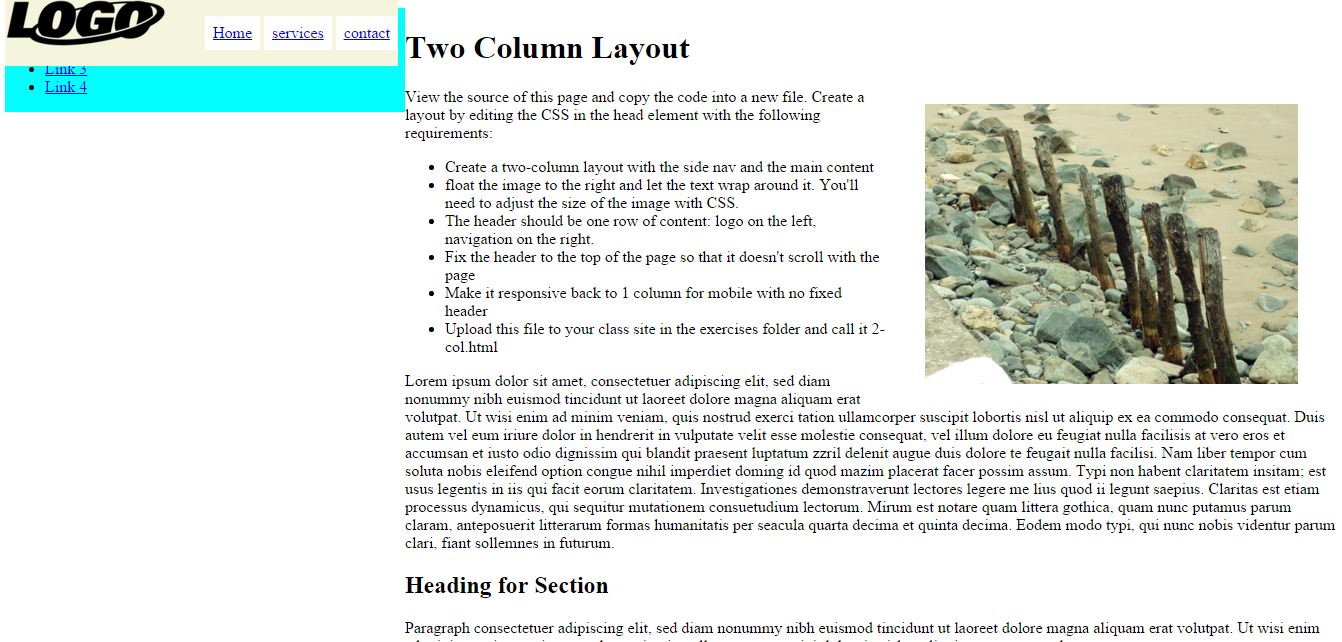 LOGO
Home services contact
Link 3
Link 4
Two Column Layout
View the source of this page and copy the code into a new file. Create a
layout by editing the CSS in the head element with the following
requirements:
Create a two-column layout with the side nav and the main content
float the image to the right and let the text wrap around it. You'll
need to adjust the size of the image with CSS.
The header should be one row of content: logo on the left,
navigation on the right.
Fix the header to the top of the page so that it doesn't scroll with the
page
Make it responsive back to 1 column for mobile with no fixed
header
Upload this file to your class site in the exercises folder and call it 2-
col.html
Lorem ipsum dolor sit amet, consectetuer adipiscing elit, sed diam
nonummy nibh euismod tincidunt ut laoreet dolore magna aliquam erat
volutpat. Ut wisi enim ad minim veniam, quis nostrud exerci tation ullamcorper suscipit lobortis nisl ut aliquip ex ea commodo consequat. Duis
autem vel eum iriure dolor in hendrerit in vulputate velit esse molestie consequat, vel illum dolore eu feugiat nulla facilisis at vero eros et
accumsan et iusto odio dignissim qui blandit praesent luptatum zzril delenit augue duis dolore te feugait nulla facilisi. Nam liber tempor cum
soluta nobis eleifend option congue nihil imperdiet doming id quod mazim placerat facer possim assum. Typi non habent claritatem insitam; est
usus legentis in iis qui facit eorum claritatem. Investigationes demonstraverunt lectores legere me lius quod ii legunt saepius. Claritas est etiam
processus dynamicus, qui sequitur mutationem consuetudium lectorum. Mirum est notare quam littera gothica, quam nunc putamus parum
claram, anteposuerit litterarum formas humanitatis per seacula quarta decima et quinta decima. Eodem modo typi, qui nunc nobis videntur parum
clari, fiant sollemnes in futurum.
Heading for Section
Paragraph consectetuer adipiscing elit, sed diam nonummy nibh euismod tincidunt ut laoreet dolore magna aliquam erat volutpat. Ut wisi enim